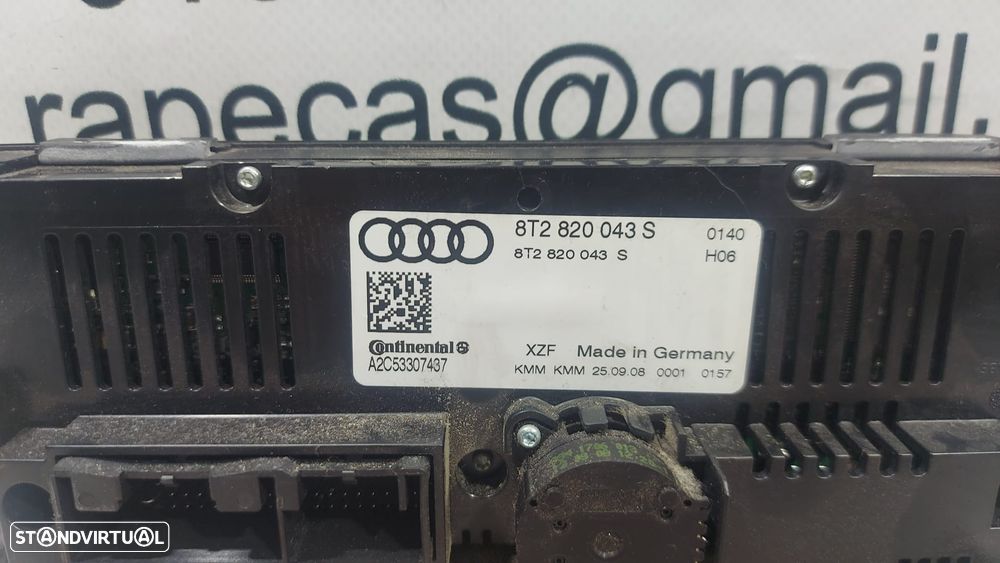 rapecas@gmail.
8T2 820 043 S 0140
8T2 820 043 S H06
Continental
A2C53307437
XZF Made in Germany
KMM KMM 25.09.08 0001 0157
STANDVIRTUAL